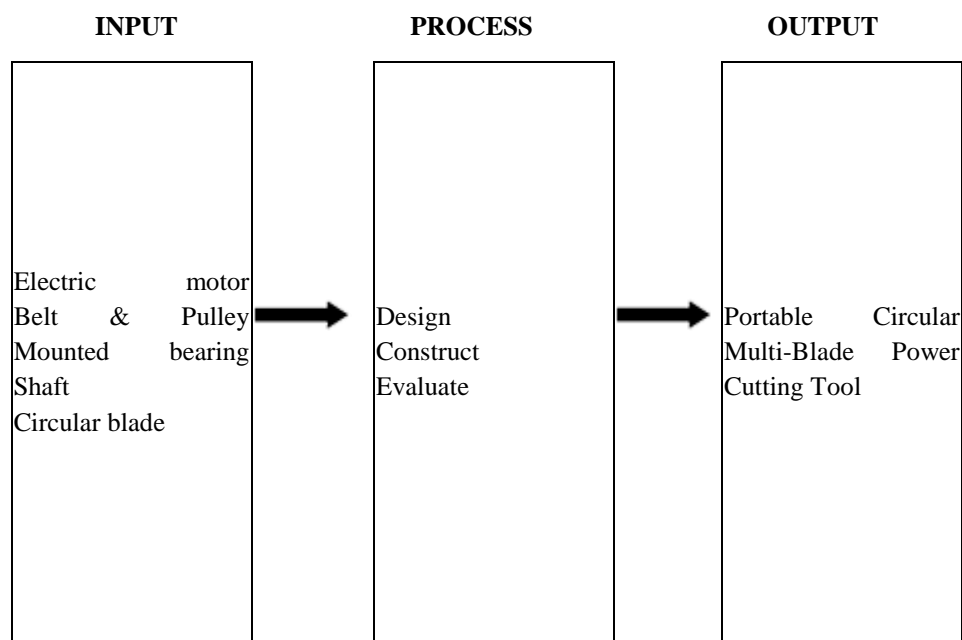 INPUT
PROCESS
OUTPUT
Electric motor
Belt & Pulley
Mounted bearing
Shaft
Circular blade
Design
Construct
Evaluate
Portable Circular
Multi-Blade Power
Cutting Tool